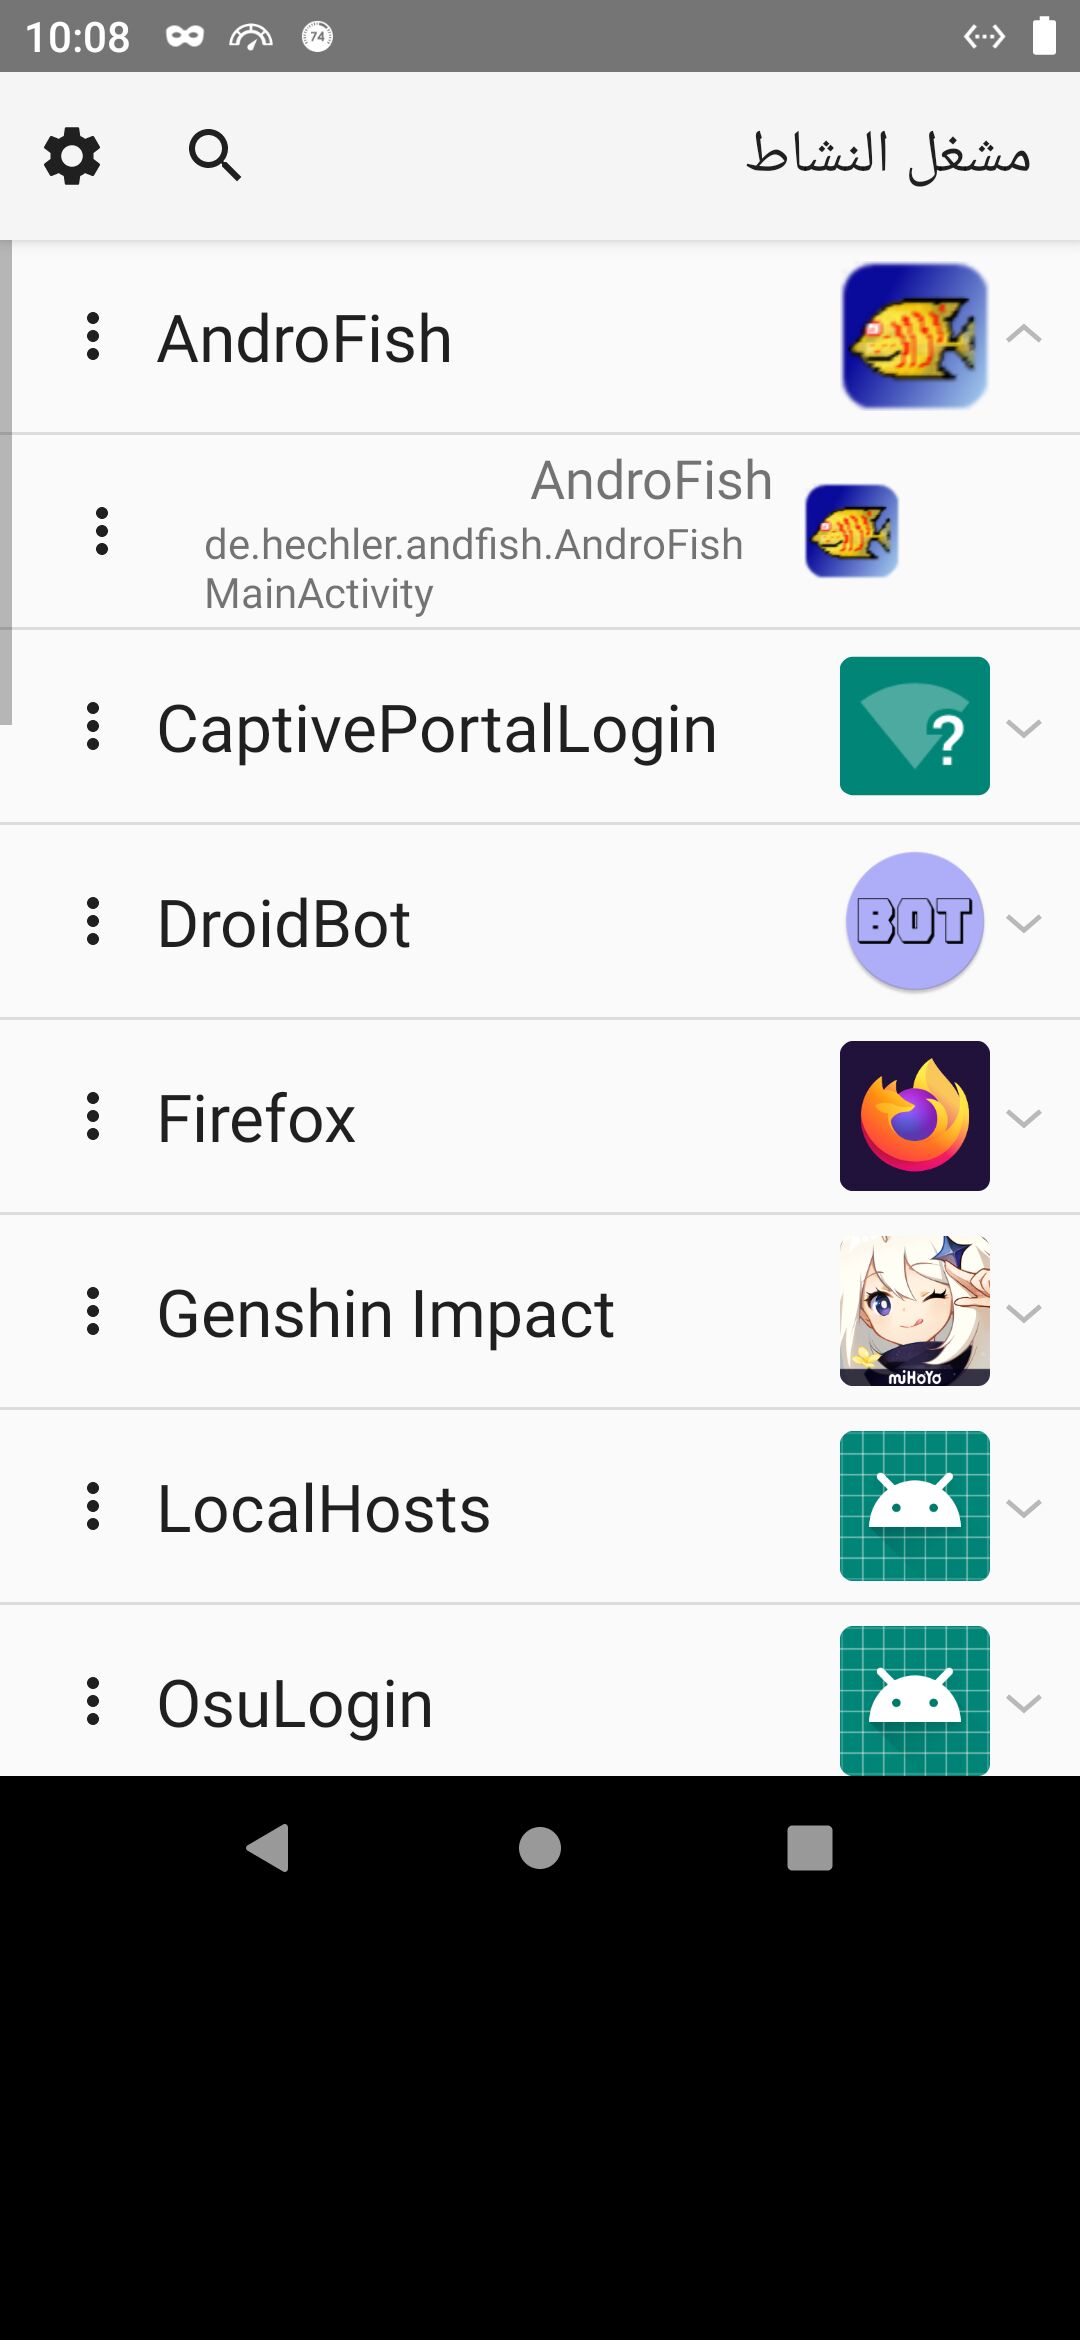 10:08
74
مشغل النشاط
AndroFish
AndroFish
de.hechler.andfish.AndroFish
MainActivity
CaptivePortalLogin
?
DroidBot
BOT
Firefox
Genshin Impact
miHoYo
LocalHosts
OsuLogin